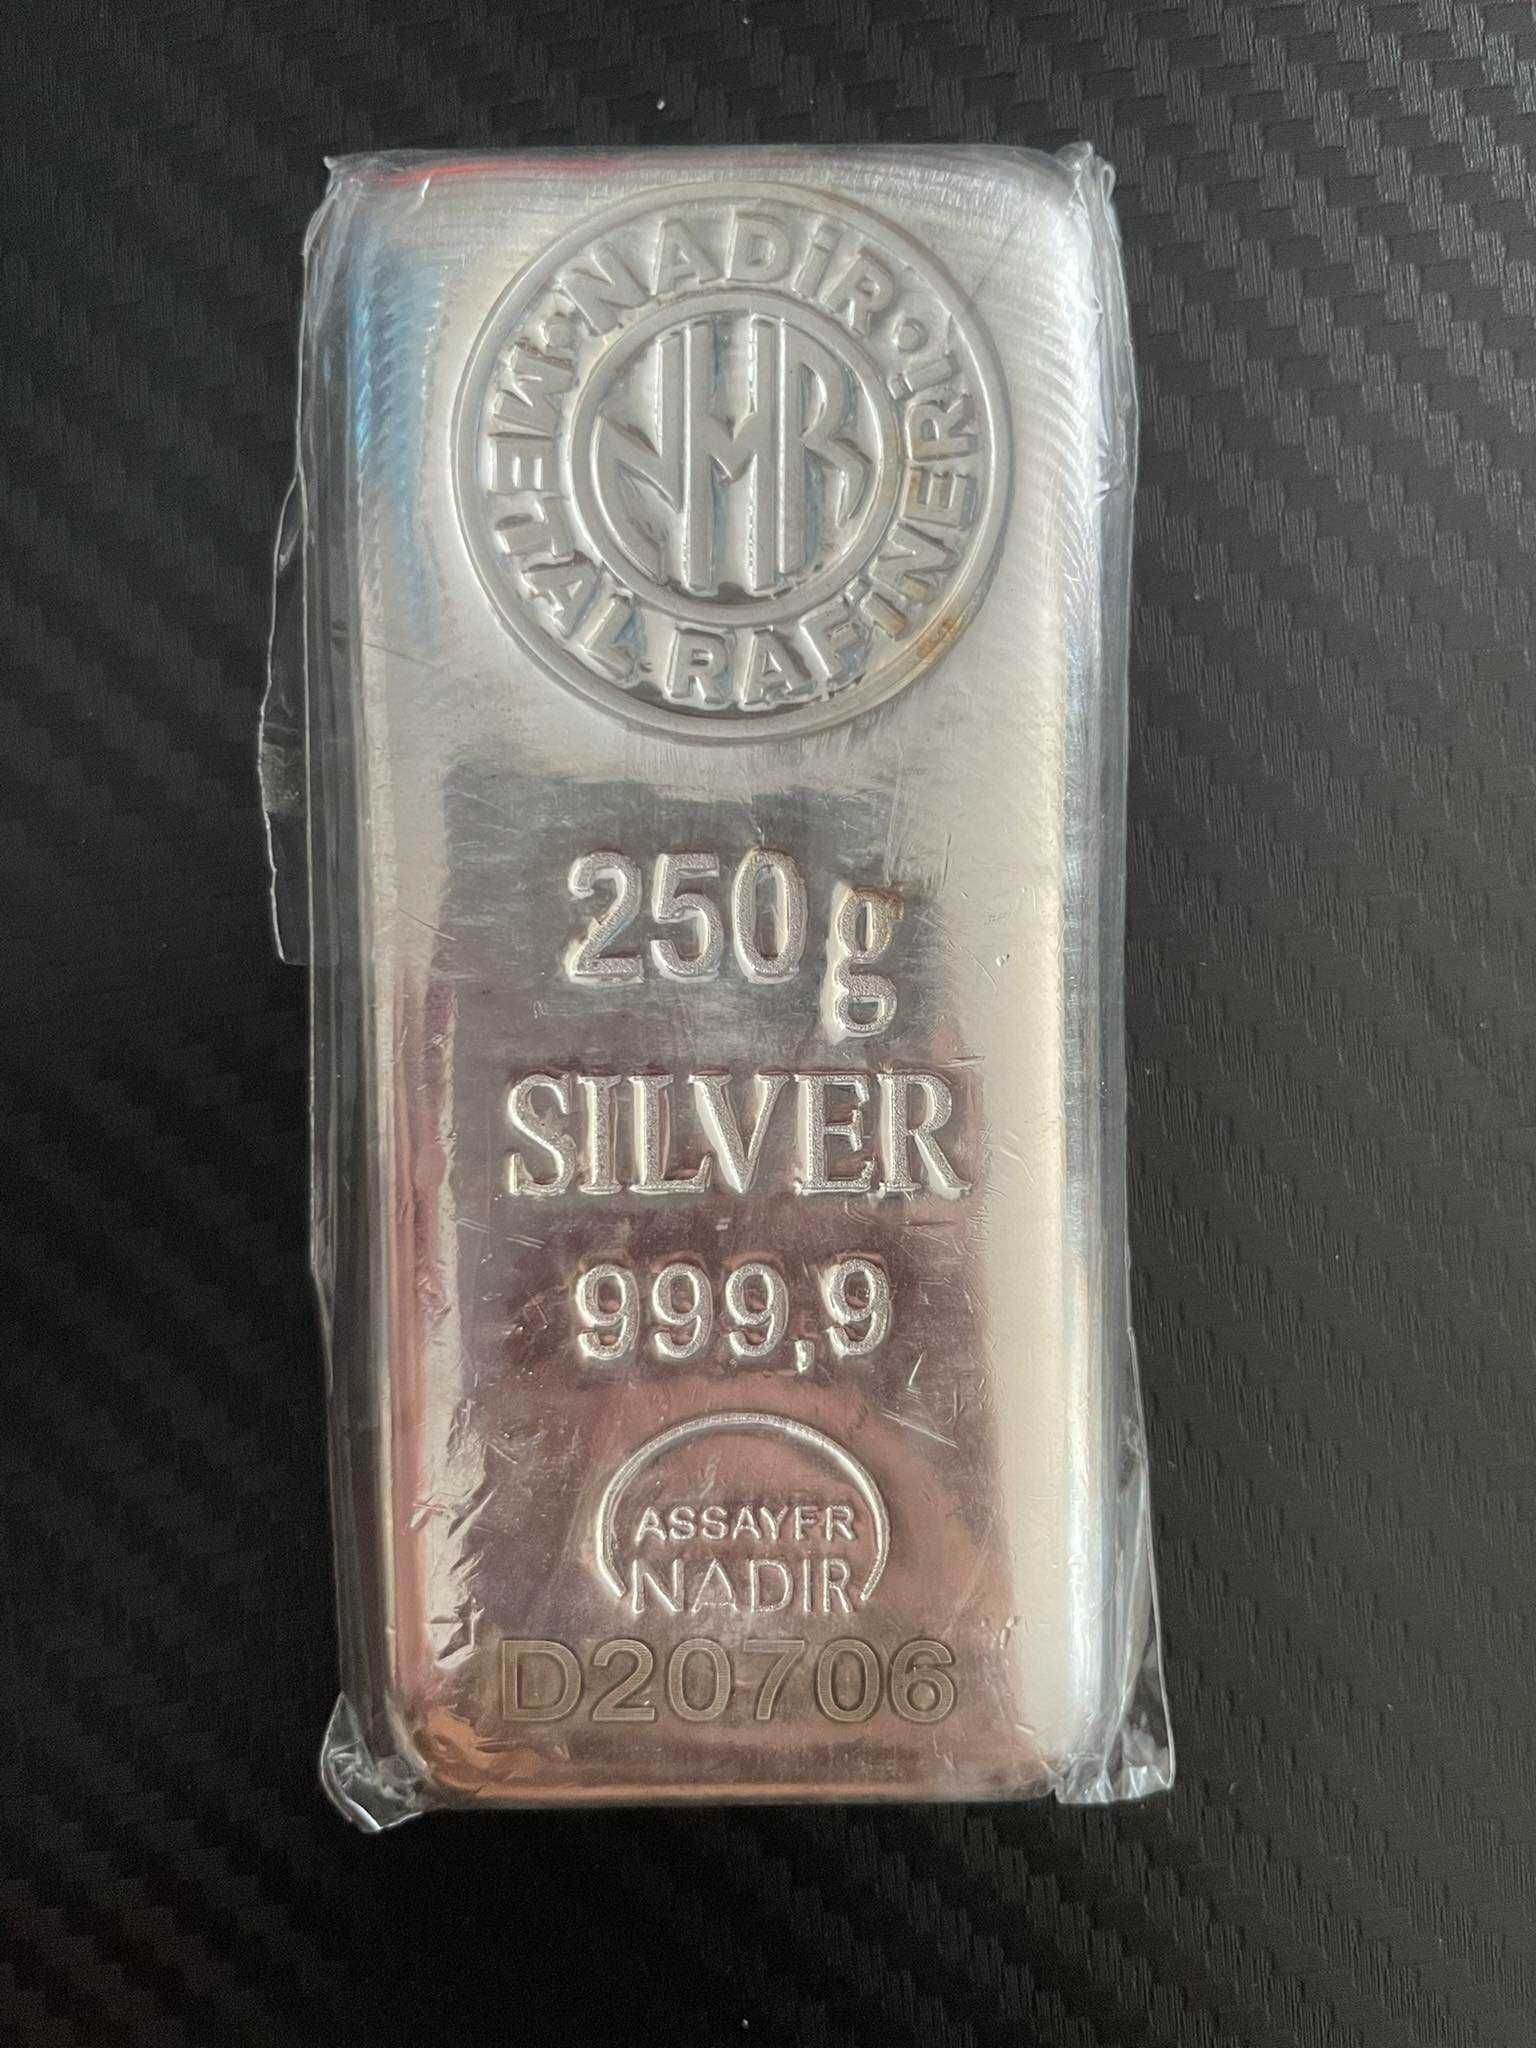 NADİR • METAL RAFİNERİ •
NMR
250 g
SILVER
999,9
ASSAYER
NADIR
D20706